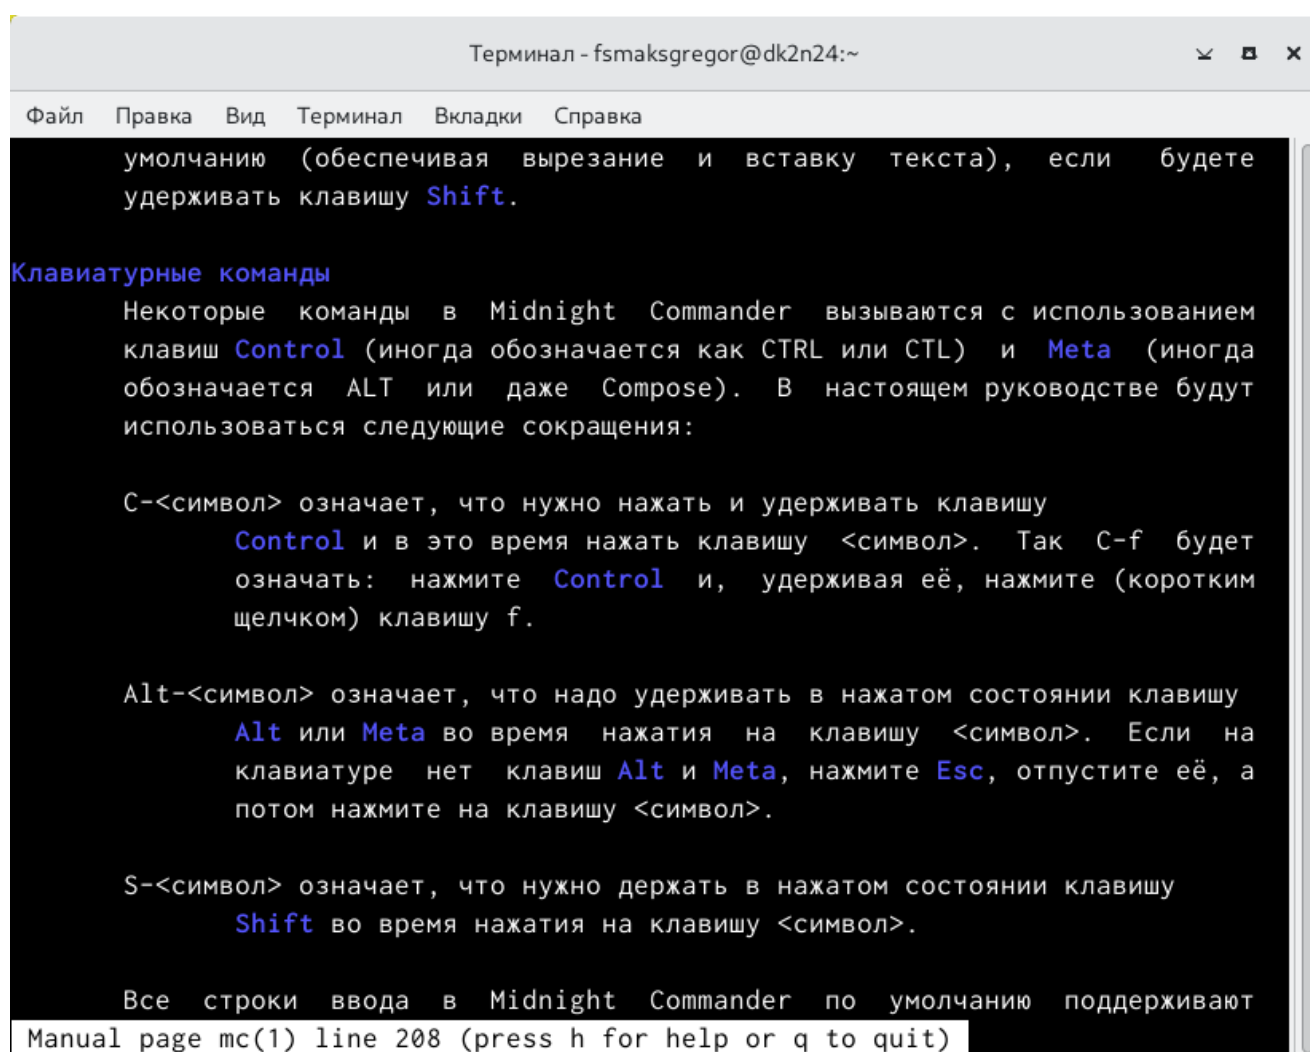 Терминал - fsmaksgregor@dk2n24:~
Файл Правка Вид Терминал Вкладки Справка
умолчанию (обеспечивая вырезание и вставку текста), если будете
удерживать клавишу Shift.
Клавиатурные команды
Некоторые команды в Midnight Commander вызываются с использованием
клавиш Control (иногда обозначается как CTRL или CTL) и Meta (иногда
обозначается ALT или даже Compose). В настоящем руководстве будут
использоваться следующие сокращения:
C-<символ> означает, что нужно нажать и удерживать клавишу
Control и в это время нажать клавишу <символ>. Так C-f будет
означать: нажмите Control и, удерживая её, нажмите (коротким
щелчком) клавишу f.
Alt-<символ> означает, что надо удерживать в нажатом состоянии клавишу
Alt или Meta во время нажатия на клавишу <символ>. Если на
клавиатуре нет клавиш Alt и Meta, нажмите Esc, отпустите её, а
потом нажмите на клавишу <символ>.
S-<символ> означает, что нужно держать в нажатом состоянии клавишу
Shift во время нажатия на клавишу <символ>.
Все строки ввода в Midnight Commander по умолчанию поддерживают
Manual page mc(1) line 208 (press h for help or q to quit)